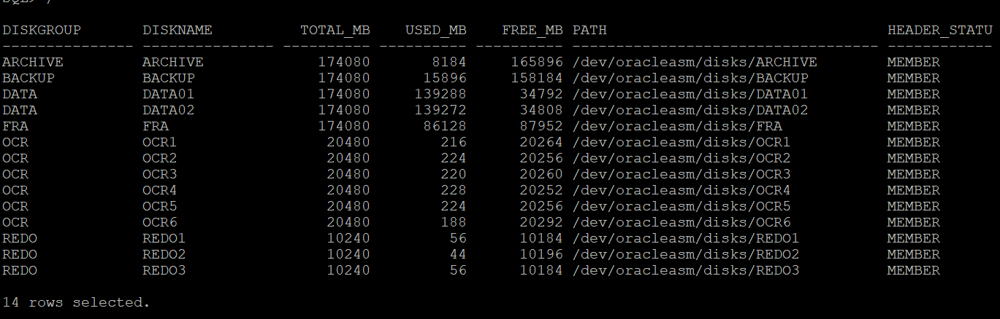 DISKGROUP       DISKNAME          TOTAL_MB    USED_MB    FREE_MB PATH                                HEADER_STATU
--------------- --------------- ---------- ---------- ---------- ----------------------------------- ------------
ARCHIVE         ARCHIVE             174080       8184     165896 /dev/oracleasm/disks/ARCHIVE        MEMBER
BACKUP          BACKUP              174080      15896     158184 /dev/oracleasm/disks/BACKUP         MEMBER
DATA            DATA01              174080     139288      34792 /dev/oracleasm/disks/DATA01         MEMBER
DATA            DATA02              174080     139272      34808 /dev/oracleasm/disks/DATA02         MEMBER
FRA             FRA                 174080      86128      87952 /dev/oracleasm/disks/FRA            MEMBER
OCR             OCR1                 20480        216      20264 /dev/oracleasm/disks/OCR1           MEMBER
OCR             OCR2                 20480        224      20256 /dev/oracleasm/disks/OCR2           MEMBER
OCR             OCR3                 20480        220      20260 /dev/oracleasm/disks/OCR3           MEMBER
OCR             OCR4                 20480        228      20252 /dev/oracleasm/disks/OCR4           MEMBER
OCR             OCR5                 20480        224      20256 /dev/oracleasm/disks/OCR5           MEMBER
OCR             OCR6                 20480        188      20292 /dev/oracleasm/disks/OCR6           MEMBER
REDO            REDO1                10240         56      10184 /dev/oracleasm/disks/REDO1          MEMBER
REDO            REDO2                10240         44      10196 /dev/oracleasm/disks/REDO2          MEMBER
REDO            REDO3                10240         56      10184 /dev/oracleasm/disks/REDO3          MEMBER
14 rows selected.